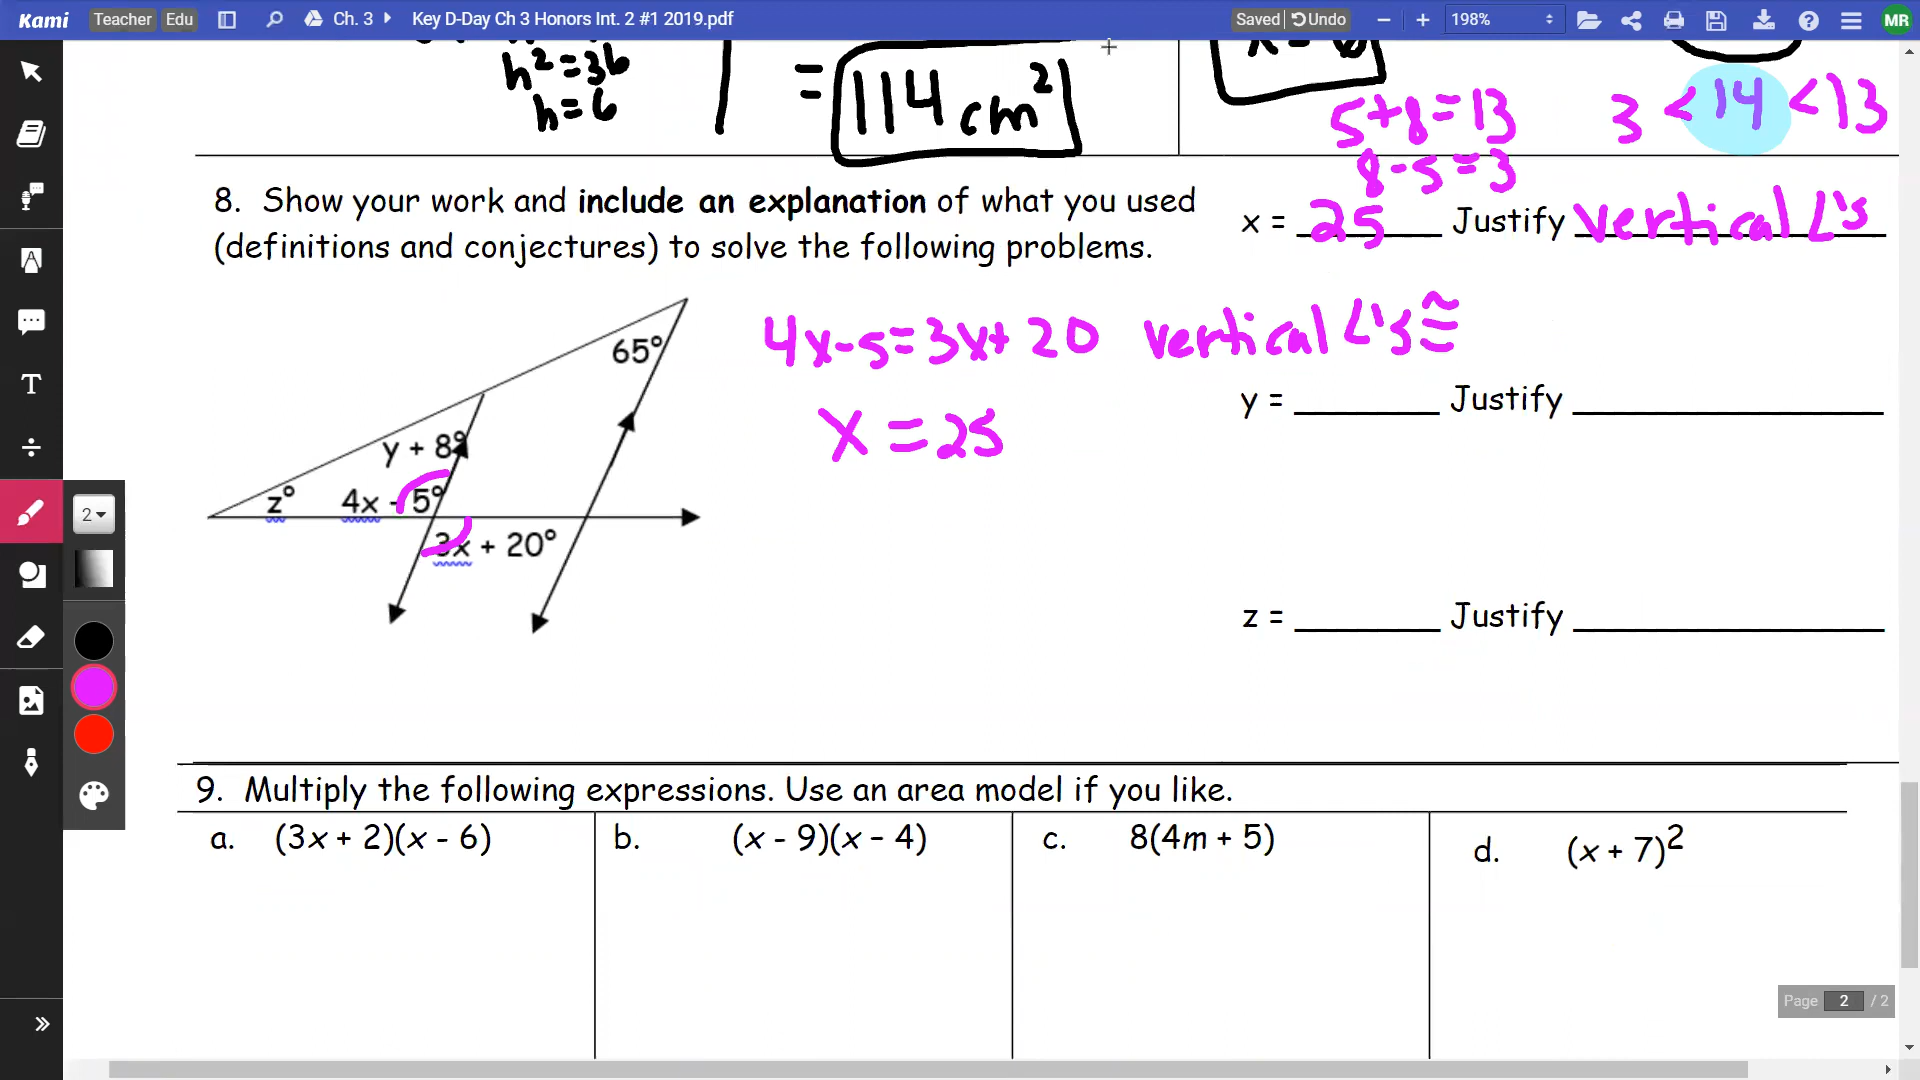 Kami Teacher Edu Ch. 3 Key D-Day Ch 3 Honors Int. 2 #1 2019.pdf Saved Undo 198% MR
h² = 36
h = 6
= 114 cm²
5 + 8 = 13
8 - 5 = 3
3 < 14 < 13
8. Show your work and include an explanation of what you used
(definitions and conjectures) to solve the following problems.
x = 25 Justify vertical ∠'s
65°
y + 8°
z° 4x - 5°
3x + 20°
4x - 5 = 3x + 20 vertical ∠'s ≅
x = 25
y = ________ Justify ________________
z = ________ Justify ________________
9. Multiply the following expressions. Use an area model if you like.
a. (3x + 2)(x - 6)
b. (x - 9)(x – 4)
c. 8(4m + 5)
d. (x + 7)²
2
Page 2 / 2